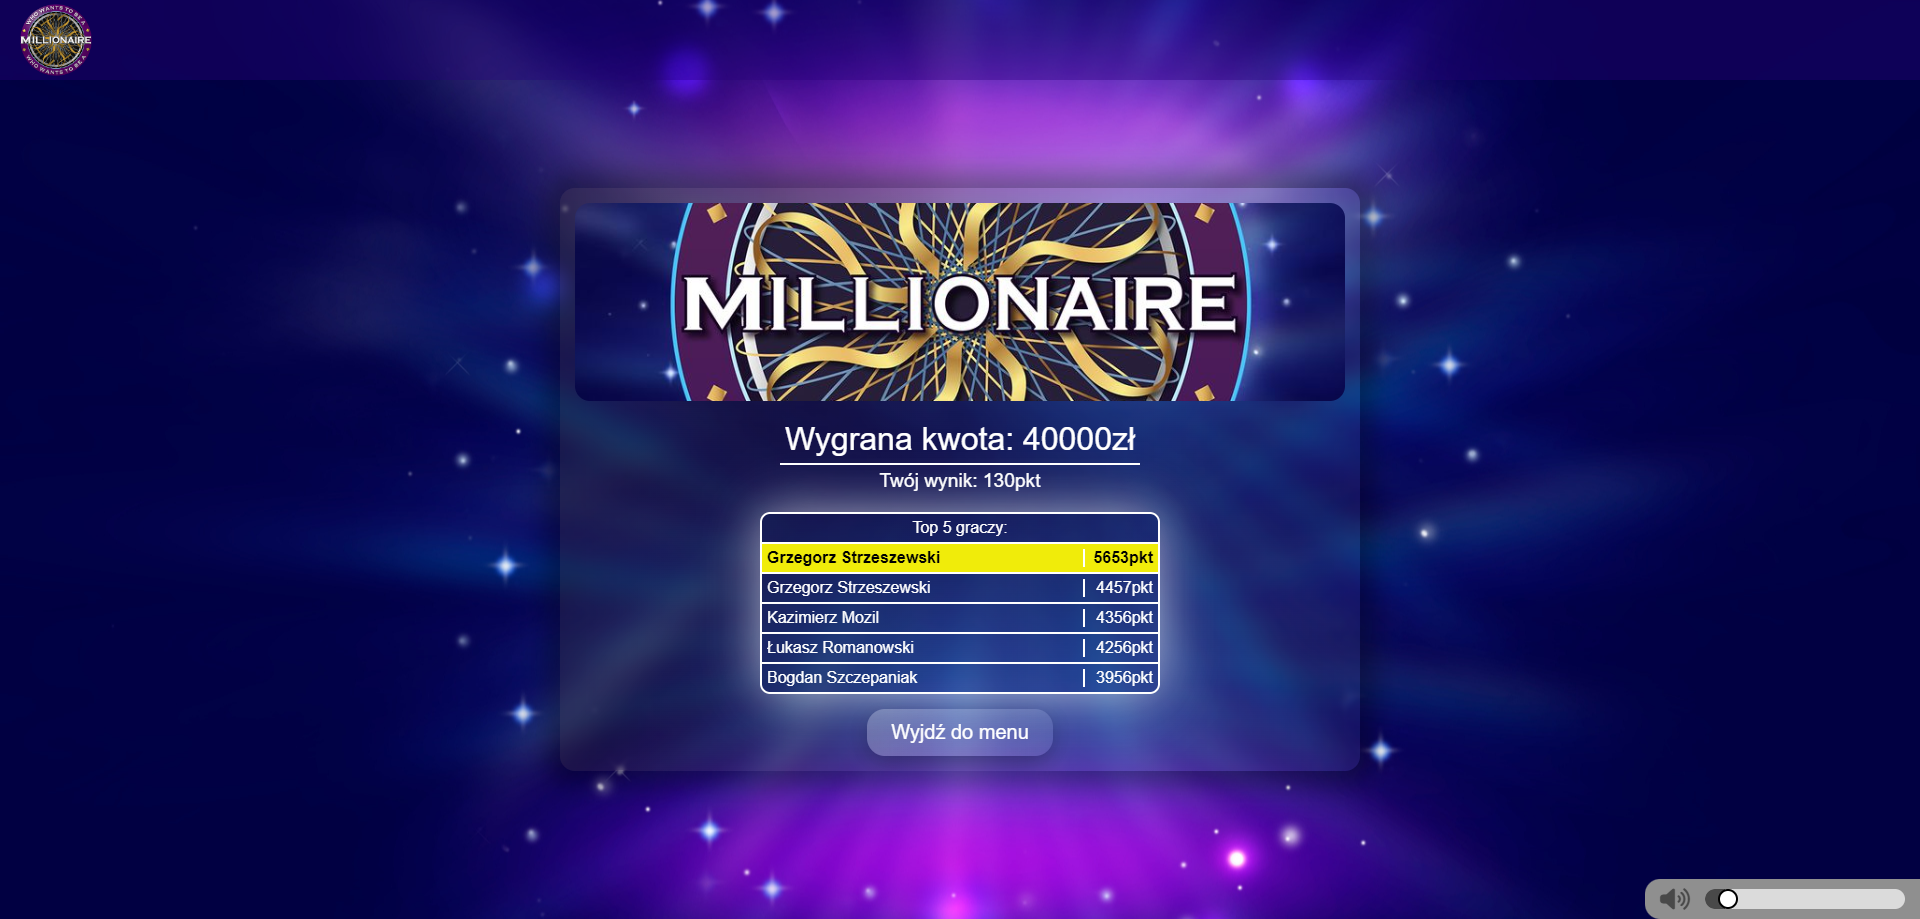 WHO WANTS TO BE A
MILLIONAIRE
WHO WANTS TO BE A
MILLIONAIRE
Wygrana kwota: 40000zł
Twój wynik: 130pkt
Top 5 graczy:
Grzegorz Strzeszewski 5653pkt
Grzegorz Strzeszewski 4457pkt
Kazimierz Mozil 4356pkt
Łukasz Romanowski 4256pkt
Bogdan Szczepaniak 3956pkt
Wyjdź do menu